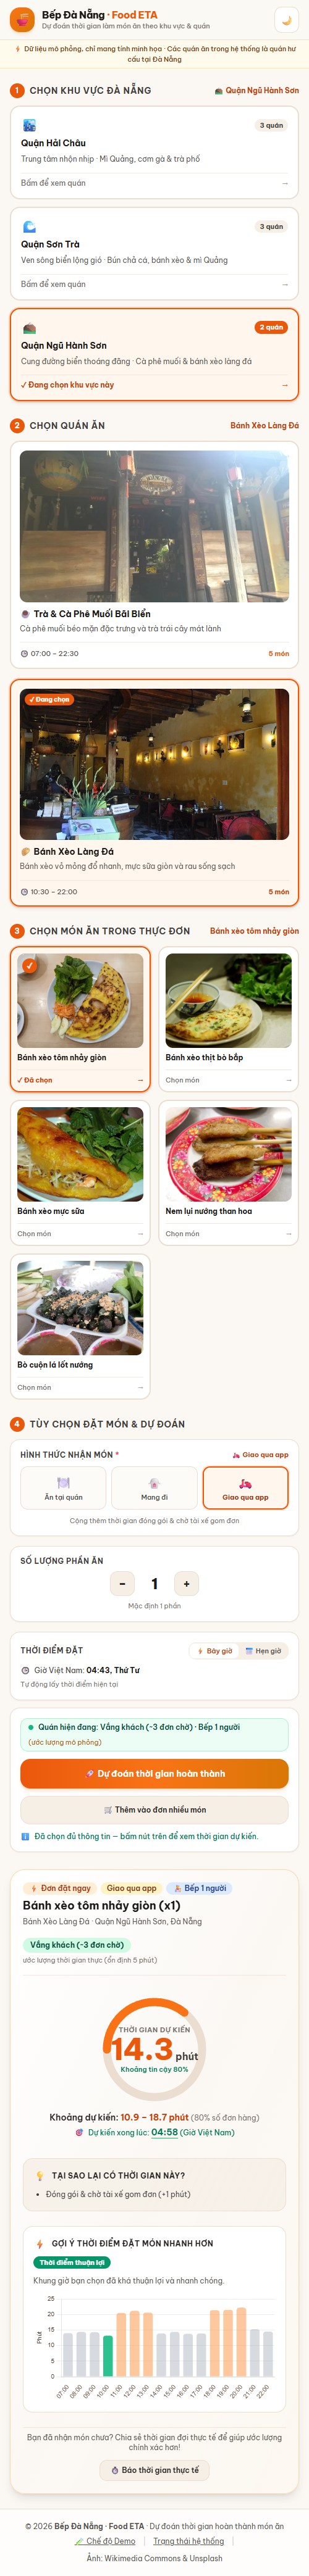 Bếp Đà Nẵng · Food ETA
Dự đoán thời gian làm món ăn theo khu vực & quán
Dữ liệu mô phỏng, chỉ mang tính minh họa · Các quán ăn trong hệ thống là quán hư
cấu tại Đà Nẵng
1 CHỌN KHU VỰC ĐÀ NẴNG
Quận Ngũ Hành Sơn
3 quán
Quận Hải Châu
Trung tâm nhộn nhịp · Mì Quảng, cơm gà & trà phố
Bấm để xem quán →
3 quán
Quận Sơn Trà
Ven sông biển lộng gió · Bún chả cá, bánh xèo & mì Quảng
Bấm để xem quán →
2 quán
Quận Ngũ Hành Sơn
Cung đường biển thoáng đãng · Cà phê muối & bánh xèo làng đá
✓ Đang chọn khu vực này →
2 CHỌN QUÁN ĂN
Bánh Xèo Làng Đá
Trà & Cà Phê Muối Bãi Biển
Cà phê muối béo mặn đặc trưng và trà trái cây mát lành
07:00 – 22:30
5 món
✓ Đang chọn
Bánh Xèo Làng Đá
Bánh xèo vỏ mỏng đổ nhanh, mực sữa giòn và rau sống sạch
10:30 – 22:00
5 món
3 CHỌN MÓN ĂN TRONG THỰC ĐƠN
Bánh xèo tôm nhảy giòn
✓
Bánh xèo tôm nhảy giòn
✓ Đã chọn →
Bánh xèo thịt bò bắp
Chọn món →
Bánh xèo mực sữa
Chọn món →
Nem lụi nướng than hoa
Chọn món →
Bò cuộn lá lốt nướng
Chọn món →
4 TÙY CHỌN ĐẶT MÓN & DỰ ĐOÁN
HÌNH THỨC NHẬN MÓN *
Giao qua app
Ăn tại quán
Mang đi
Giao qua app
Cộng thêm thời gian đóng gói & chờ tài xế gom đơn
SỐ LƯỢNG PHẦN ĂN
− 1 +
Mặc định 1 phần
THỜI ĐIỂM ĐẶT
Bây giờ
Hẹn giờ
Giờ Việt Nam: 04:43, Thứ Tư
Tự động lấy thời điểm hiện tại
Quán hiện đang: Vắng khách (~3 đơn chờ) · Bếp 1 người
(ước lượng mô phỏng)
Dự đoán thời gian hoàn thành
Thêm vào đơn nhiều món
Đã chọn đủ thông tin — bấm nút trên để xem thời gian dự kiến.
Đơn đặt ngay
Giao qua app
Bếp 1 người
Bánh xèo tôm nhảy giòn (x1)
Bánh Xèo Làng Đá · Quận Ngũ Hành Sơn, Đà Nẵng
Vắng khách (~3 đơn chờ)
ước lượng thời gian thực (ổn định 5 phút)
THỜI GIAN DỰ KIẾN
14.3 phút
Khoảng tin cậy 80%
Khoảng dự kiến: 10.9 – 18.7 phút (80% số đơn hàng)
Dự kiến xong lúc: 04:58 (Giờ Việt Nam)
TẠI SAO LẠI CÓ THỜI GIAN NÀY?
• Đóng gói & chờ tài xế gom đơn (+1 phút)
GỢI Ý THỜI ĐIỂM ĐẶT MÓN NHANH HƠN
Thời điểm thuận lợi
Khung giờ bạn chọn đã khá thuận lợi và nhanh chóng.
Phút
25
20
15
10
5
0
07:00 08:00 09:00 10:00 11:00 12:00 13:00 14:00 15:00 16:00 17:00 18:00 19:00 20:00 21:00 22:00
Bạn đã nhận món chưa? Chia sẻ thời gian đợi thực tế để giúp ước lượng
chính xác hơn!
Báo thời gian thực tế
© 2026 Bếp Đà Nẵng · Food ETA · Dự đoán thời gian hoàn thành món ăn
Chế độ Demo
Trạng thái hệ thống
Ảnh: Wikimedia Commons & Unsplash